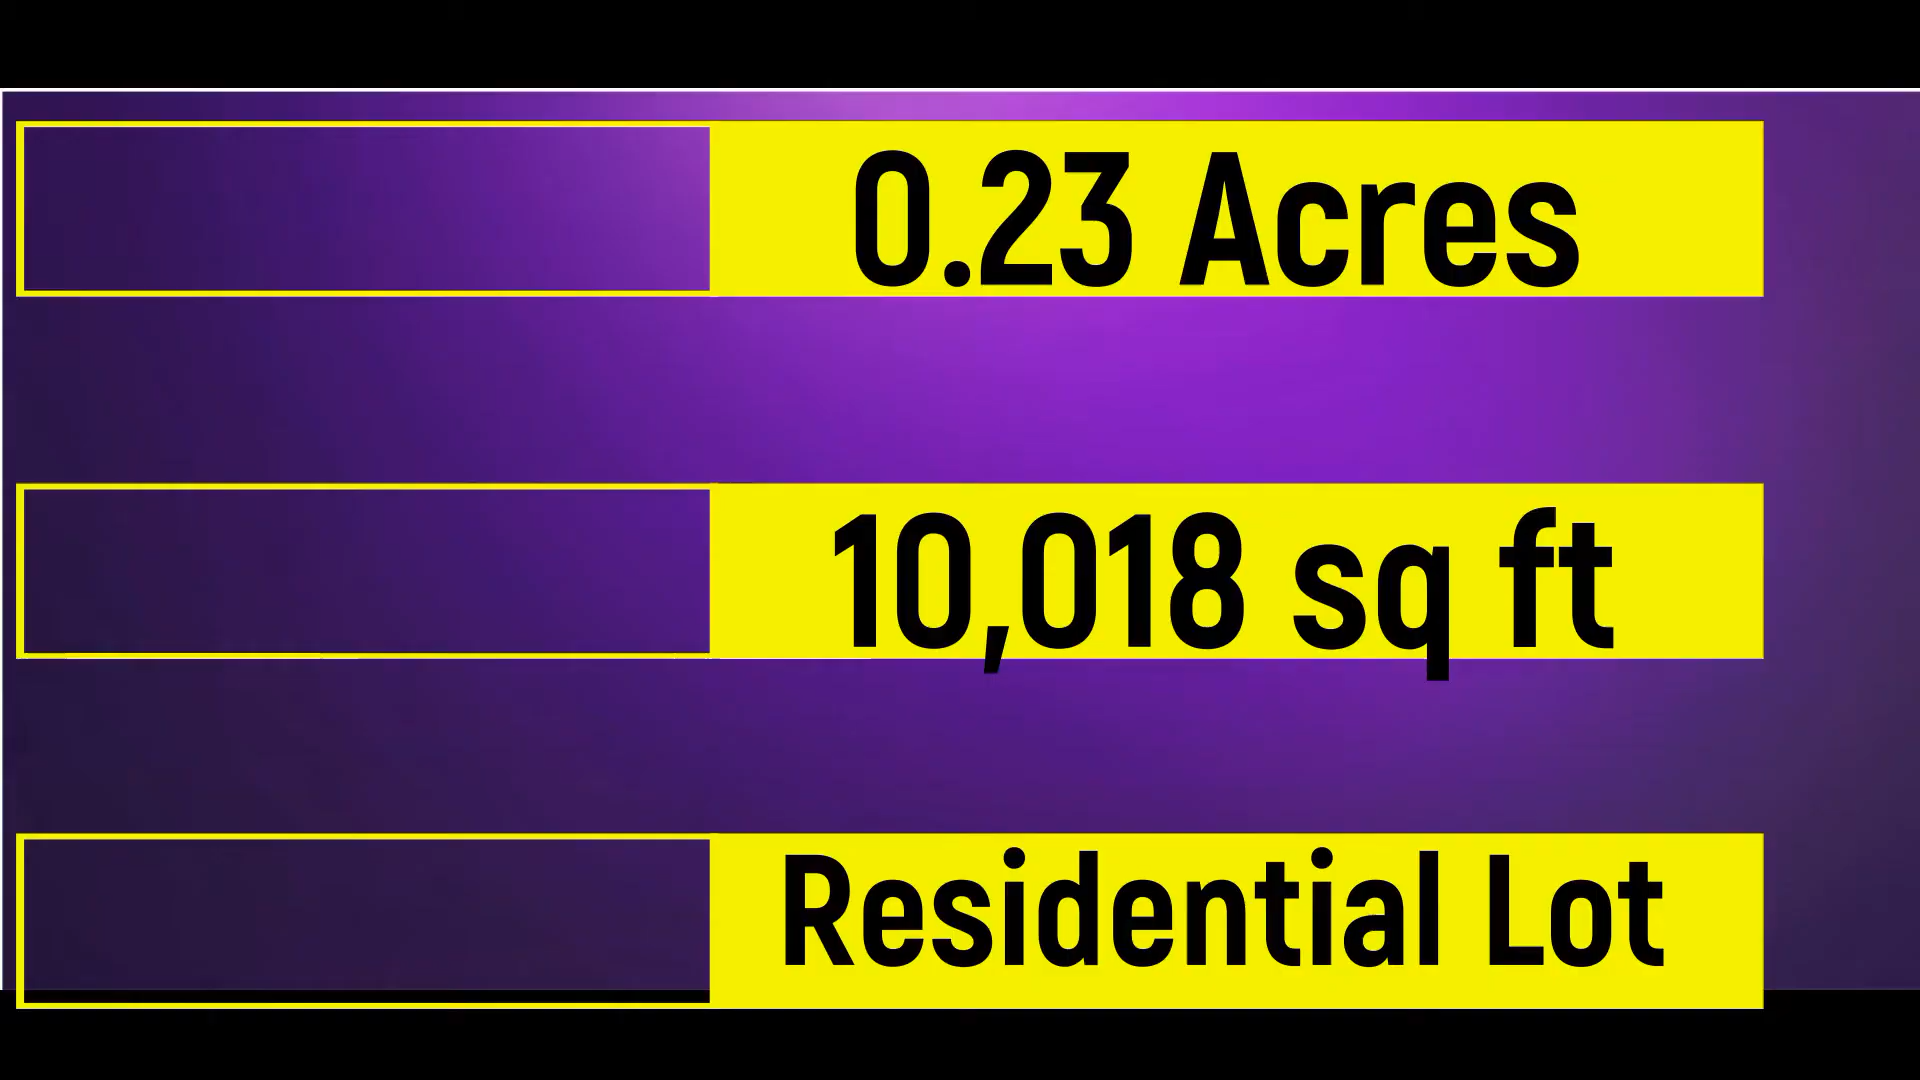 0.23 Acres
10,018 sq ft
Residential Lot